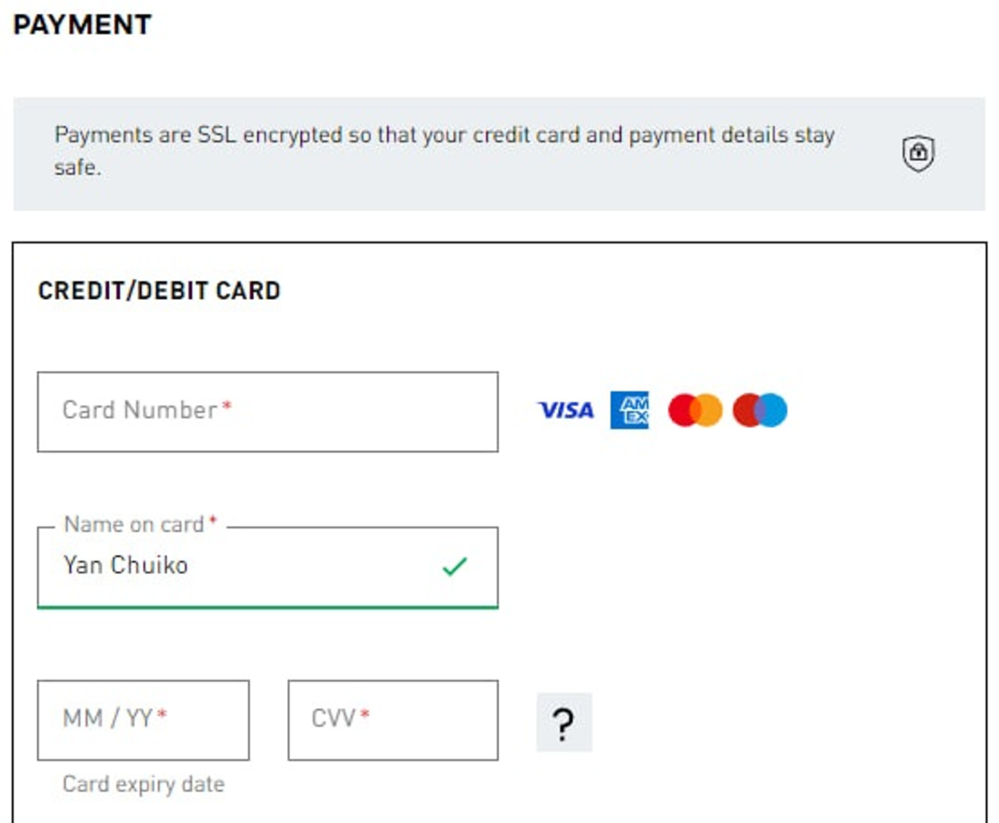 PAYMENT
Payments are SSL encrypted so that your credit card and payment details stay
safe.
CREDIT/DEBIT CARD
Card Number*
VISA
AM
EX
Name on card*
Yan Chuiko
MM / YY*
CVV*
?
Card expiry date